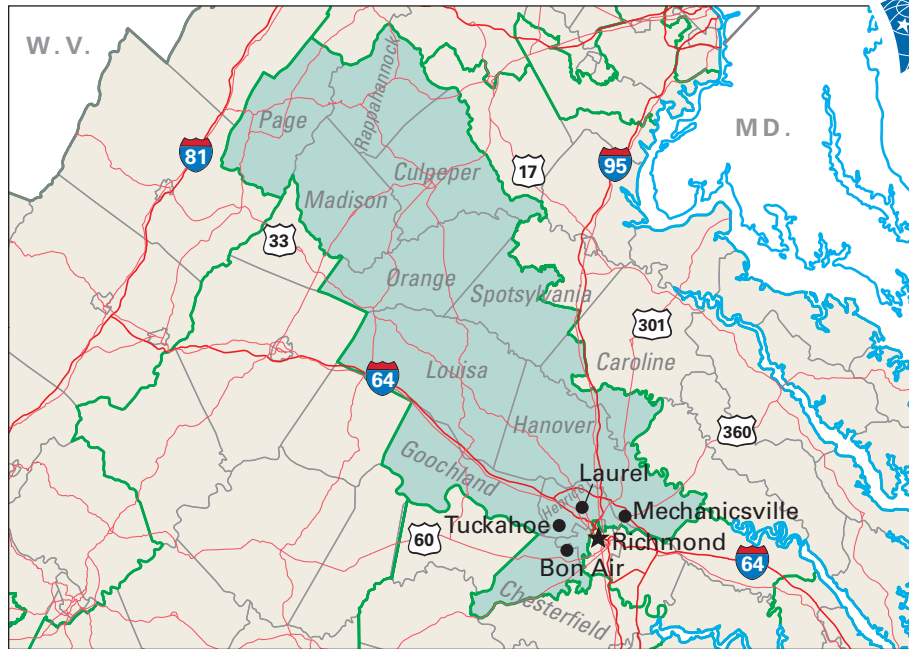 W. V.
MD.
Page
Rappahannock
81
17
95
Culpeper
Madison
33
Orange
Spotsylvania
301
Caroline
64
Louisa
Hanover
360
Goochland
Laurel
Henrico
Mechanicsville
Tuckahoe
60
Richmond
Bon Air
64
Chesterfield